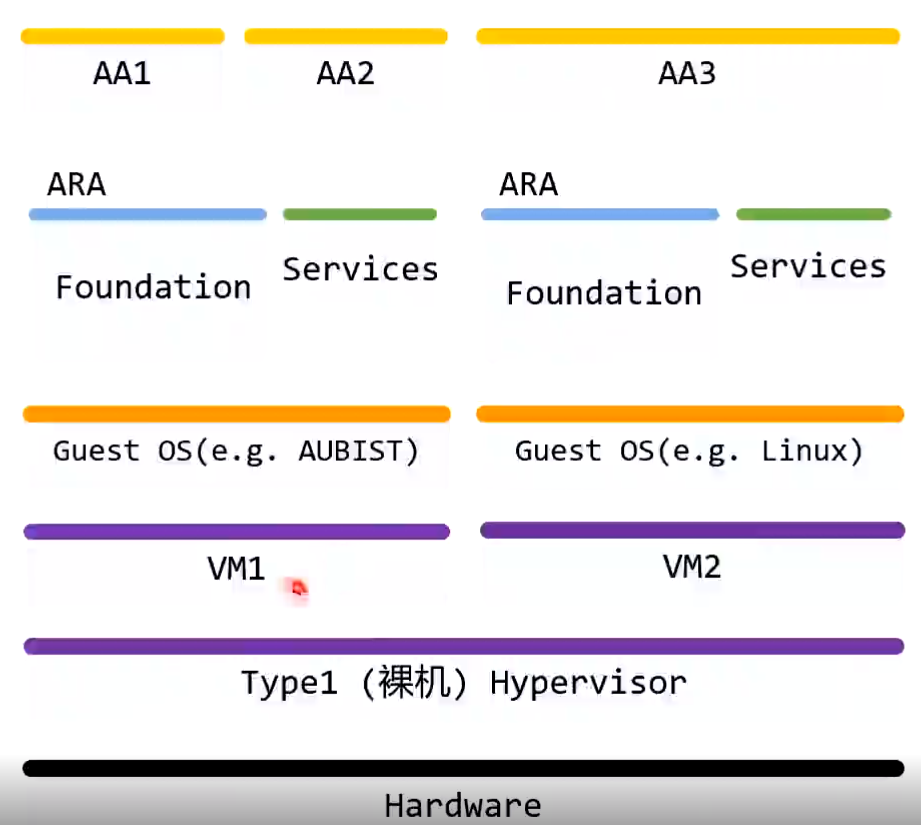 AA1
AA2
AA3
ARA
ARA
Foundation
Services
Foundation
Services
Guest OS(e.g. AUBIST)
Guest OS(e.g. Linux)
VM1
VM2
Type1 (裸机) Hypervisor
Hardware